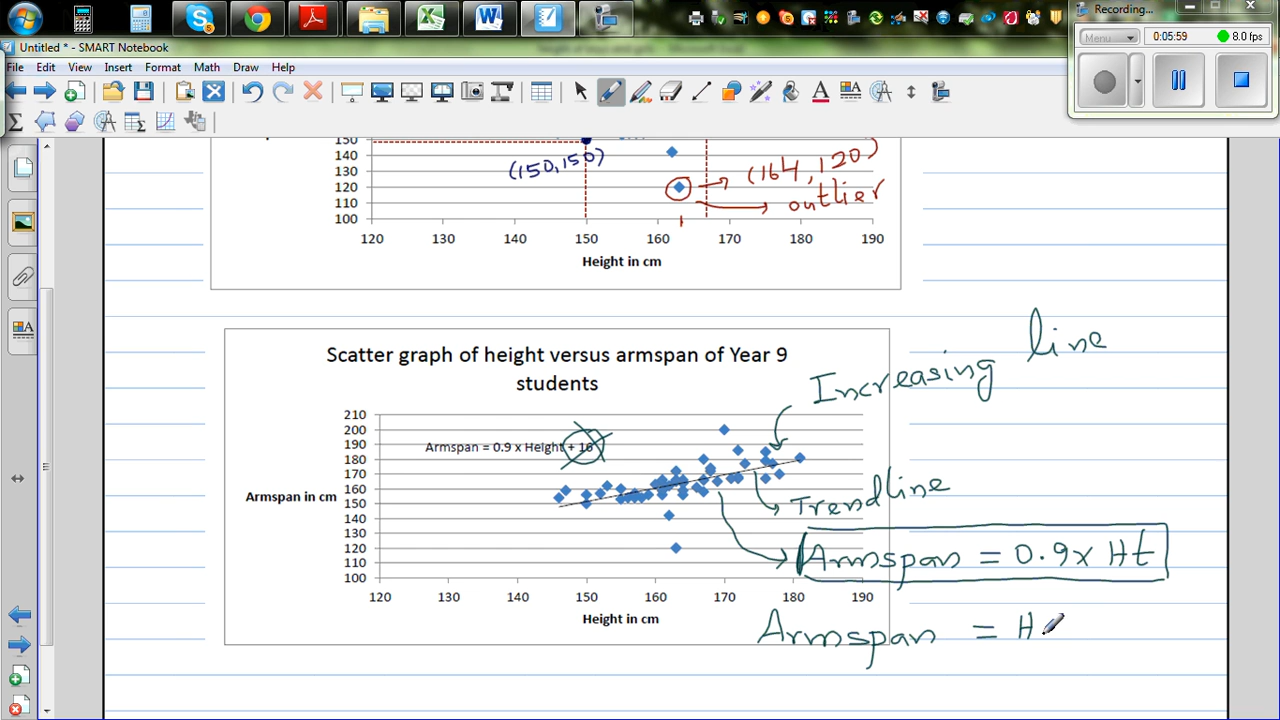 Recording...
Untitled * - SMART Notebook
Menu
0:05:59
8.0 fps
File Edit View Insert Format Math Draw Help
150
140
130
120
110
100
(150,150)
(164,120)
outlier
120 130 140 150 160 170 180 190
Height in cm
Scatter graph of height versus armspan of Year 9
students
Increasing line
210
200
190
180
170
160
150
140
130
120
110
100
Armspan = 0.9 x Height + 16
Armspan in cm
Trendline
Armspan = 0.9x Ht
120 130 140 150 160 170 180 190
Height in cm
Armspan = H